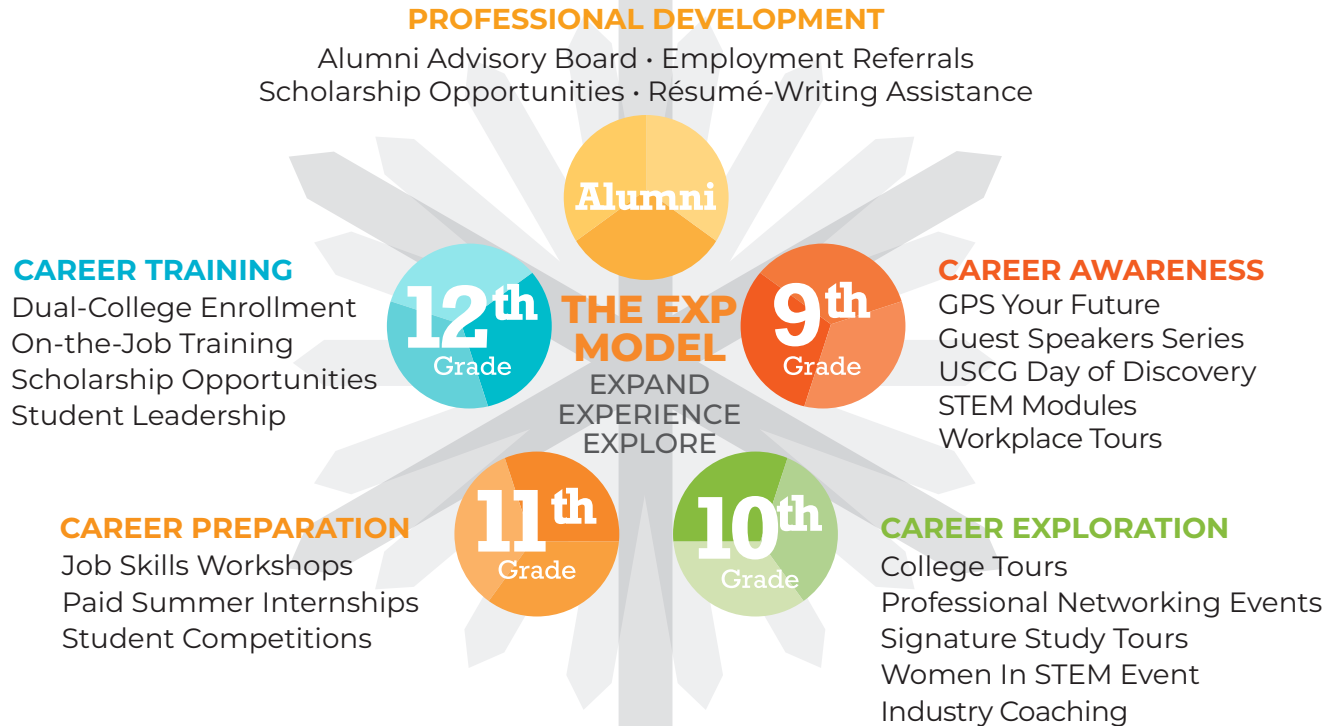 PROFESSIONAL DEVELOPMENT
Alumni Advisory Board • Employment Referrals
Scholarship Opportunities • Résumé-Writing Assistance
Alumni
CAREER TRAINING
Dual-College Enrollment
On-the-Job Training
Scholarship Opportunities
Student Leadership
12th
Grade
THE EXP
MODEL
EXPAND
EXPERIENCE
EXPLORE
9th
Grade
CAREER AWARENESS
GPS Your Future
Guest Speakers Series
USCG Day of Discovery
STEM Modules
Workplace Tours
CAREER PREPARATION
Job Skills Workshops
Paid Summer Internships
Student Competitions
11th
Grade
10th
Grade
CAREER EXPLORATION
College Tours
Professional Networking Events
Signature Study Tours
Women In STEM Event
Industry Coaching